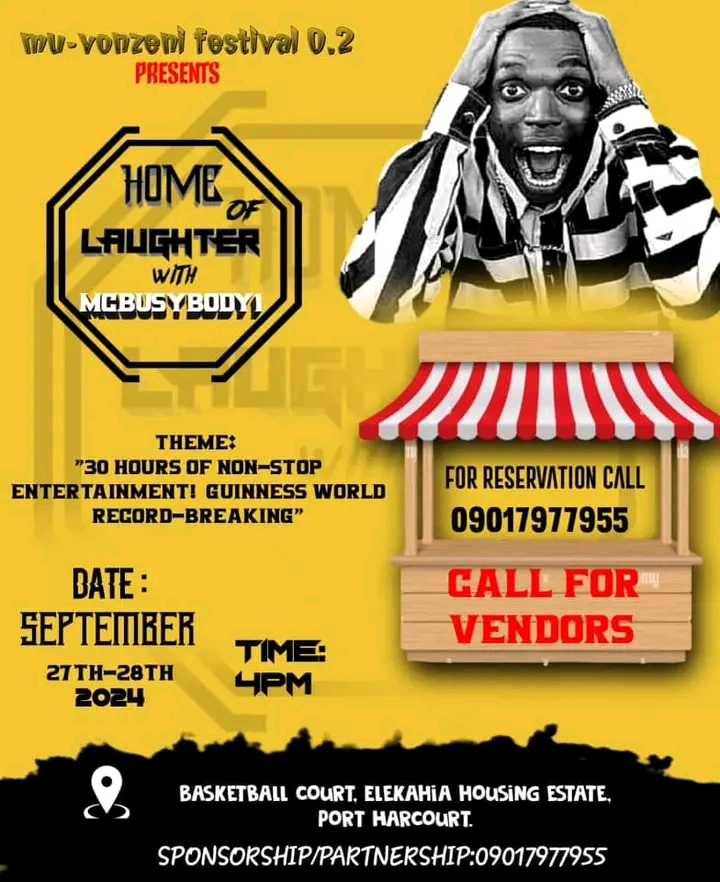 mu-vonzeni festival 0.2
PRESENTS
HOME
OF
LAUGHTER
WITH
MCBUSYBODY1
THEME:
"30 HOURS OF NON-STOP
ENTERTAINMENT! GUINNESS WORLD
RECORD-BREAKING"
FOR RESERVATION CALL
09017977955
CALL FOR
VENDORS
DATE:
SEPTEMBER
27TH-28TH
2024
TIME:
4PM
BASKETBALL COURT, ELEKAHIA HOUSING ESTATE,
PORT HARCOURT.
SPONSORSHIP/PARTNERSHIP:09017977955